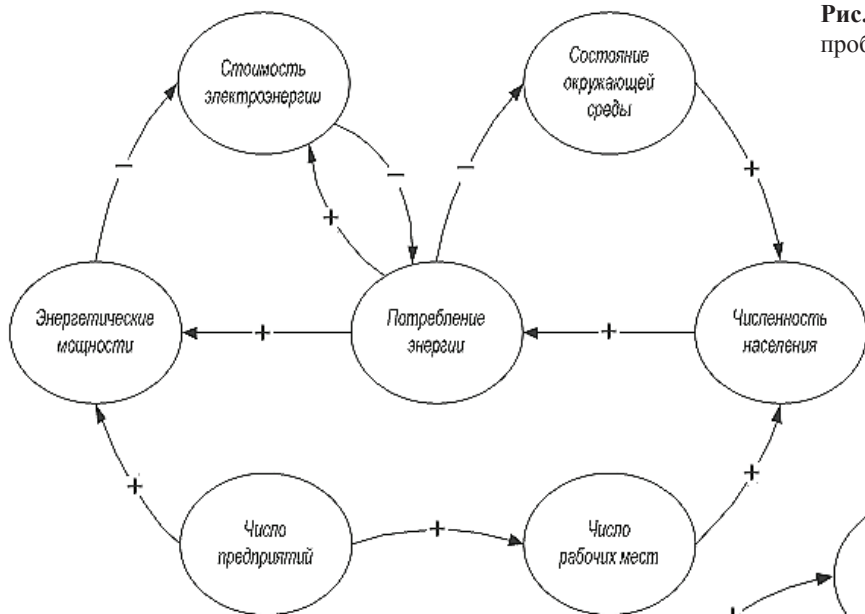 Рис.
проб
Стоимость
электроэнергии
Состояние
окружающей
среды
−
−
+
−
+
Энергетические
мощности
+
Потребление
энергии
+
Численность
населения
+
+
Число
предприятий
+
Число
рабочих мест